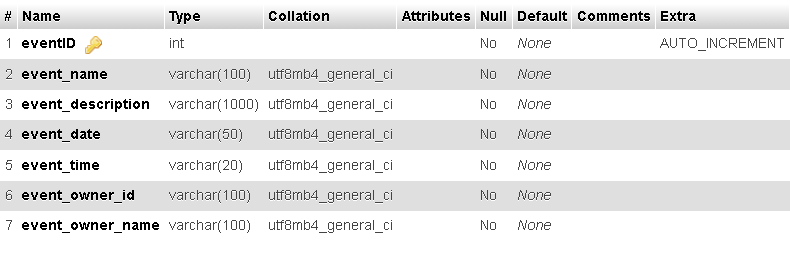 # Name Type Collation Attributes Null Default Comments Extra
1 eventID int No None AUTO_INCREMENT
2 event_name varchar(100) utf8mb4_general_ci No None
3 event_description varchar(1000) utf8mb4_general_ci No None
4 event_date varchar(50) utf8mb4_general_ci No None
5 event_time varchar(20) utf8mb4_general_ci No None
6 event_owner_id varchar(100) utf8mb4_general_ci No None
7 event_owner_name varchar(100) utf8mb4_general_ci No None